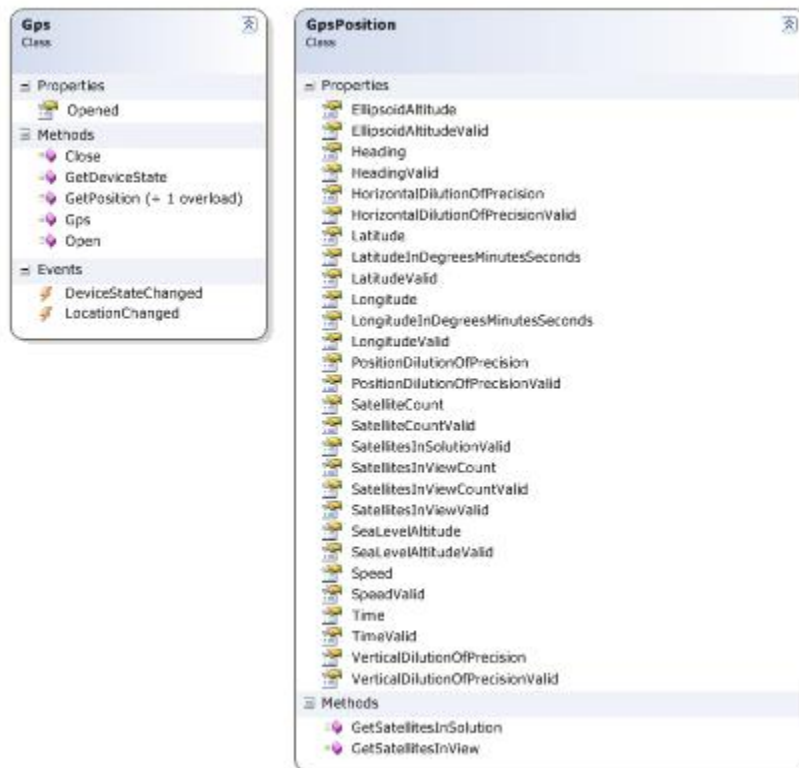 Gps
Class
Properties
Opened
Methods
Close
GetDeviceState
GetPosition (+ 1 overload)
Gps
Open
Events
DeviceStateChanged
LocationChanged
GpsPosition
Class
Properties
EllipsoidAltitude
EllipsoidAltitudeValid
Heading
HeadingValid
HorizontalDilutionOfPrecision
HorizontalDilutionOfPrecisionValid
Latitude
LatitudeInDegreesMinutesSeconds
LatitudeValid
Longitude
LongitudeInDegreesMinutesSeconds
LongitudeValid
PositionDilutionOfPrecision
PositionDilutionOfPrecisionValid
SatelliteCount
SatelliteCountValid
SatellitesInSolutionValid
SatellitesInViewCount
SatellitesInViewCountValid
SatellitesInViewValid
SeaLevelAltitude
SeaLevelAltitudeValid
Speed
SpeedValid
Time
TimeValid
VerticalDilutionOfPrecision
VerticalDilutionOfPrecisionValid
Methods
GetSatellitesInSolution
GetSatellitesInView